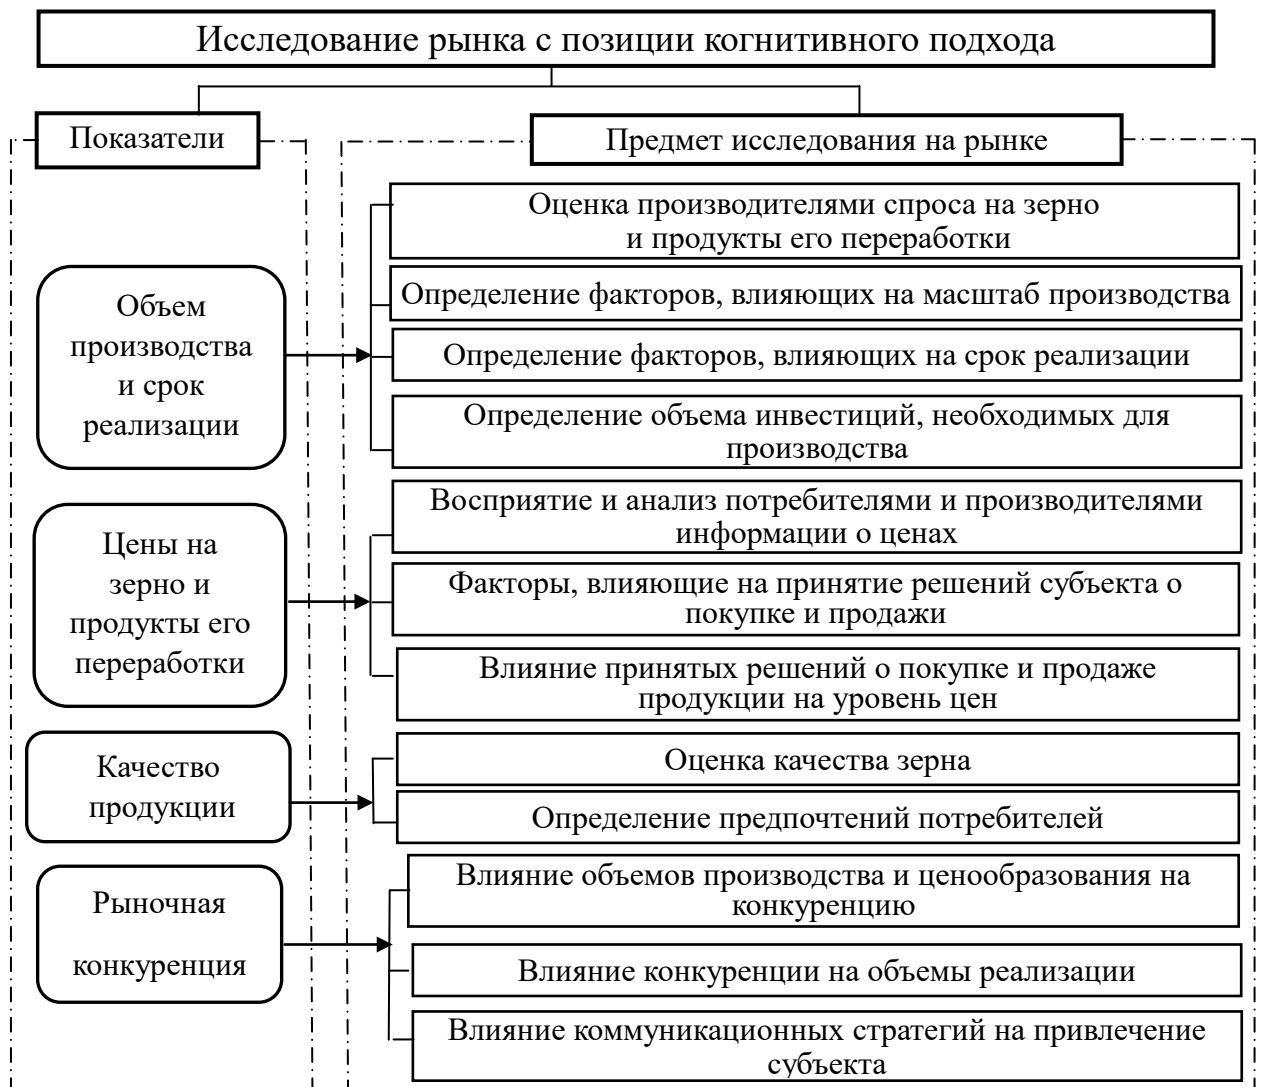 Исследование рынка с позиции когнитивного подхода
Показатели
Предмет исследования на рынке
Объем
производства
и срок
реализации
Оценка производителями спроса на зерно
и продукты его переработки
Определение факторов, влияющих на масштаб производства
Определение факторов, влияющих на срок реализации
Определение объема инвестиций, необходимых для
производства
Цены на
зерно и
продукты его
переработки
Восприятие и анализ потребителями и производителями
информации о ценах
Факторы, влияющие на принятие решений субъекта о
покупке и продажи
Влияние принятых решений о покупке и продаже
продукции на уровень цен
Качество
продукции
Оценка качества зерна
Определение предпочтений потребителей
Рыночная
конкуренция
Влияние объемов производства и ценообразования на
конкуренцию
Влияние конкуренции на объемы реализации
Влияние коммуникационных стратегий на привлечение
субъекта